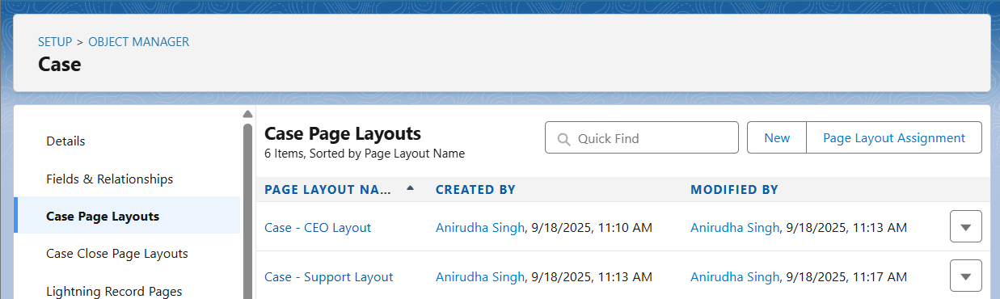 SETUP > OBJECT MANAGER
Case
Details
Fields & Relationships
Case Page Layouts
Case Close Page Layouts
Lightning Record Pages
Case Page Layouts
6 Items, Sorted by Page Layout Name
Quick Find
New
Page Layout Assignment
PAGE LAYOUT NA... CREATED BY MODIFIED BY
Case - CEO Layout Anirudha Singh, 9/18/2025, 11:10 AM Anirudha Singh, 9/18/2025, 11:13 AM
Case - Support Layout Anirudha Singh, 9/18/2025, 11:13 AM Anirudha Singh, 9/18/2025, 11:17 AM